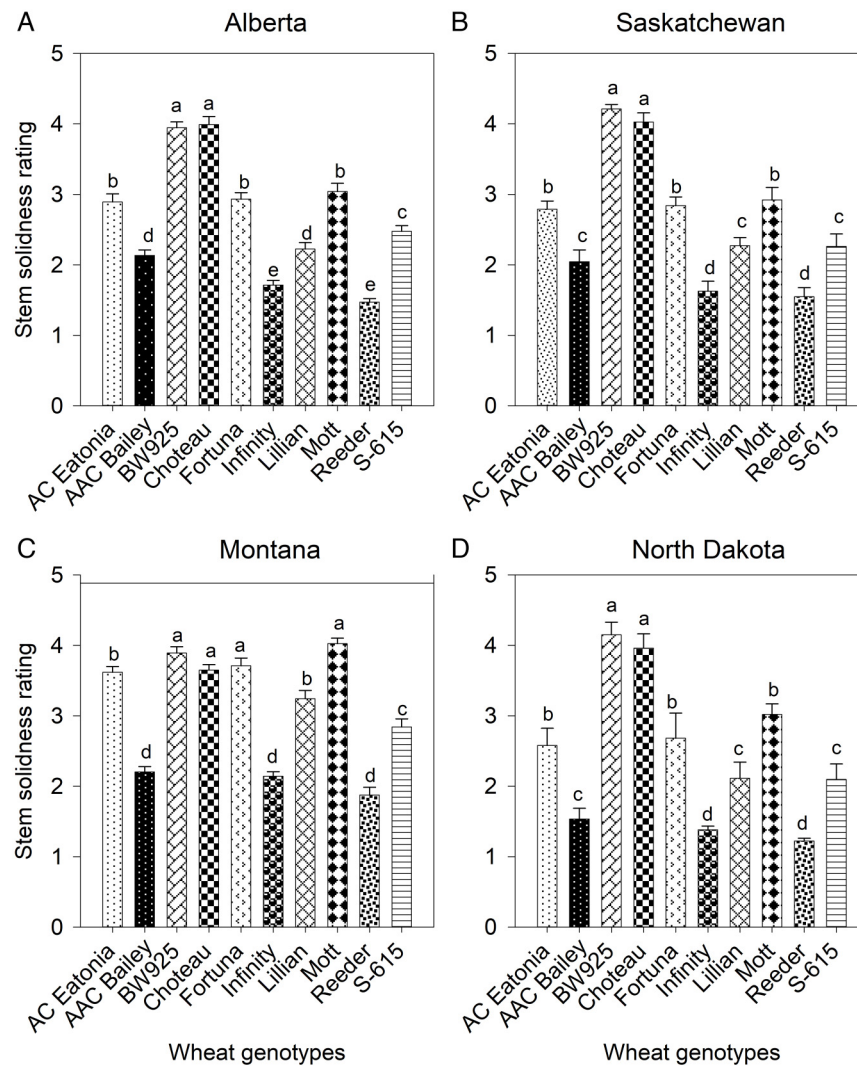 A
Alberta
Stem solidness rating
5
4
3
2
1
0
b
d
a
a
b
e
d
b
e
c
AC Eatonia
AAC Bailey
BW925
Choteau
Fortuna
Infinity
Lillian
Mott
Reeder
S-615
B
Saskatchewan
5
4
3
2
1
0
b
c
a
a
b
d
c
b
d
c
AC Eatonia
AAC Bailey
BW925
Choteau
Fortuna
Infinity
Lillian
Mott
Reeder
S-615
C
Montana
Stem solidness rating
5
4
3
2
1
0
b
d
a
a
a
d
b
a
d
c
AC Eatonia
AAC Bailey
BW925
Choteau
Fortuna
Infinity
Lillian
Mott
Reeder
S-615
Wheat genotypes
D
North Dakota
5
4
3
2
1
0
b
c
a
a
b
d
c
b
d
c
AC Eatonia
AAC Bailey
BW925
Choteau
Fortuna
Infinity
Lillian
Mott
Reeder
S-615
Wheat genotypes